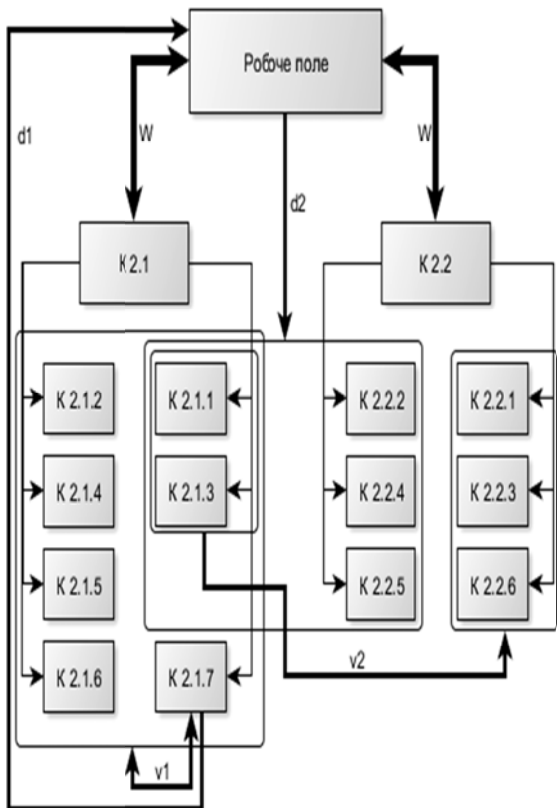 Робоче поле
d1
W
W
d2
К 2.1
К 2.2
К 2.1.2
К 2.1.1
К 2.2.2
К 2.2.1
К 2.1.4
К 2.1.3
К 2.2.4
К 2.2.3
К 2.1.5
К 2.2.5
К 2.2.6
К 2.1.6
К 2.1.7
v2
v1